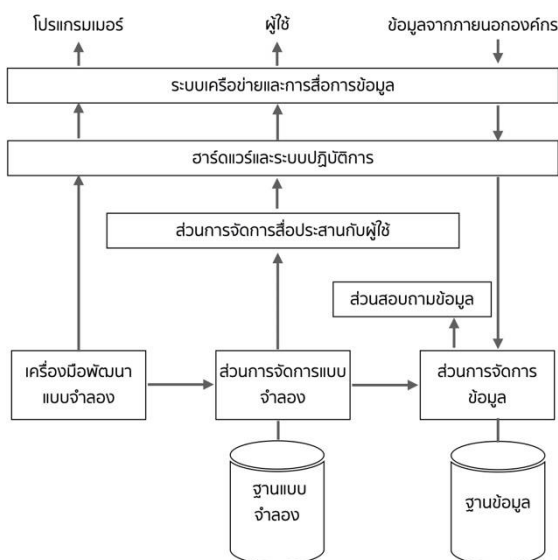 โปรแกรมเมอร์
ผู้ใช้
ข้อมูลจากภายนอกองค์กร
ระบบเครือข่ายและการสื่อการข้อมูล
ฮาร์ดแวร์และระบบปฏิบัติการ
ส่วนการจัดการสื่อประสานกับผู้ใช้
ส่วนสอบถามข้อมูล
เครื่องมือพัฒนา
แบบจำลอง
ส่วนการจัดการแบบ
จำลอง
ส่วนการจัดการ
ข้อมูล
ฐานแบบ
จำลอง
ฐานข้อมูล